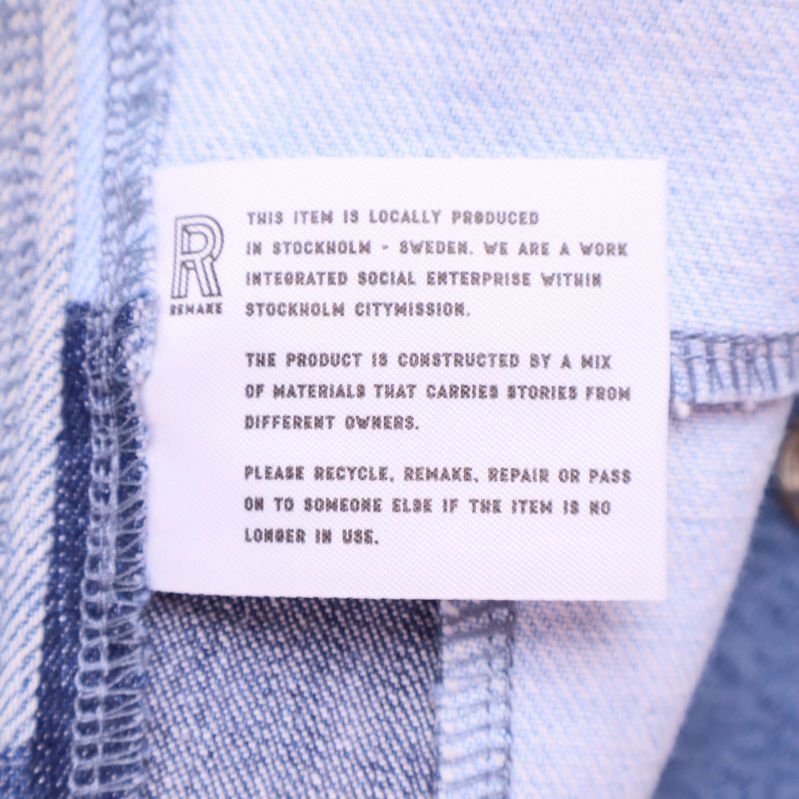 R
REMAKE
THIS ITEM IS LOCALLY PRODUCED
IN STOCKHOLM - SWEDEN. WE ARE A WORK
INTEGRATED SOCIAL ENTERPRISE WITHIN
STOCKHOLM CITYMISSION.
THE PRODUCT IS CONSTRUCTED BY A MIX
OF MATERIALS THAT CARRIES STORIES FROM
DIFFERENT OWNERS.
PLEASE RECYCLE, REMAKE, REPAIR OR PASS
ON TO SOMEONE ELSE IF THE ITEM IS NO
LONGER IN USE.